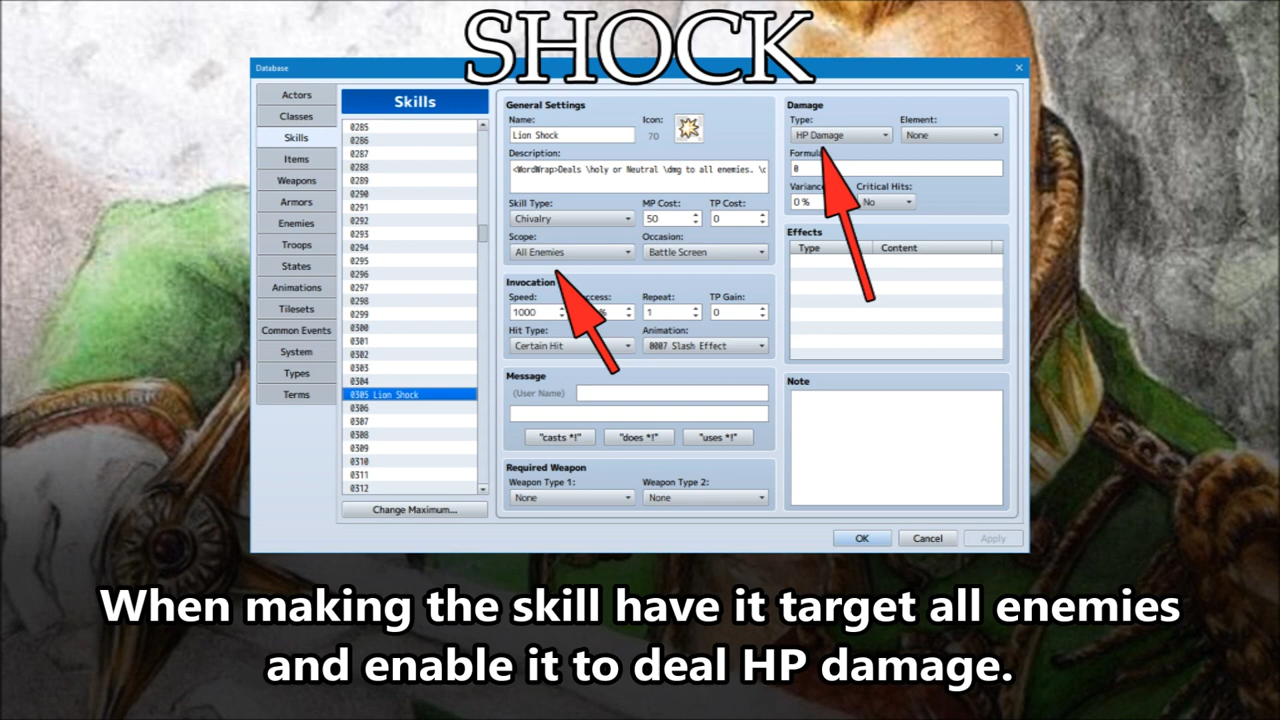 SHOCK
Database
Actors
Classes
Skills
Items
Weapons
Armors
Enemies
Troops
States
Animations
Tilesets
Common Events
System
Types
Terms
Skills
0285
0286
0287
0288
0289
0290
0291
0292
0293
0294
0295
0296
0297
0298
0299
0300
0301
0302
0303
0304
0305 Lion Shock
0306
0307
0308
0309
0310
0311
0312
Change Maximum...
General Settings
Name: Icon:
Lion Shock 70
Description:
<WordWrap>Deals \holy or Neutral \dmg to all enemies.
Skill Type: MP Cost: TP Cost:
Chivalry 50 0
Scope: Occasion:
All Enemies Battle Screen
Invocation
Speed: Repeat: TP Gain:
1000 % 1 0
Hit Type: Animation:
Certain Hit 0007 Slash Effect
Message
(User Name)
"casts *!" "does *!" "uses *!"
Required Weapon
Weapon Type 1: Weapon Type 2:
None None
Damage
Type: Element:
HP Damage None
0
Critical Hits:
0 % No
Effects
Type Content
Note
OK Cancel Apply
When making the skill have it target all enemies
and enable it to deal HP damage.